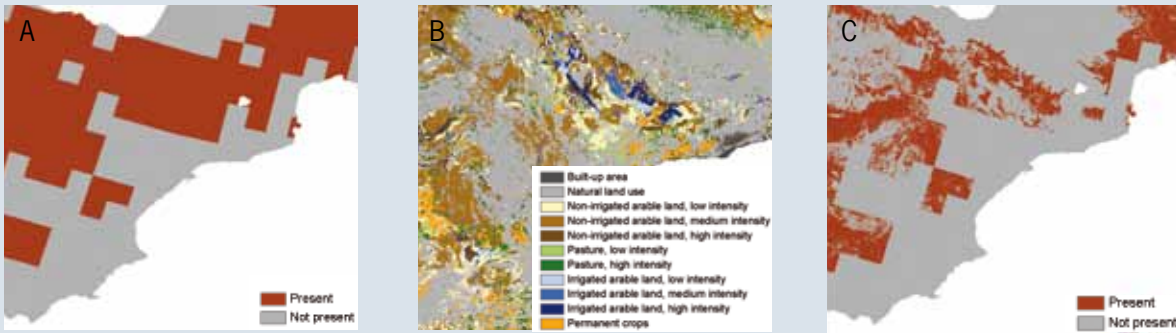 A
Present
Not present
B
Built-up area
Natural land use
Non-irrigated arable land, low intensity
Non-irrigated arable land, medium intensity
Non-irrigated arable land, high intensity
Pasture, low intensity
Pasture, high intensity
Irrigated arable land, low intensity
Irrigated arable land, medium intensity
Irrigated arable land, high intensity
Permanent crops
C
Present
Not present